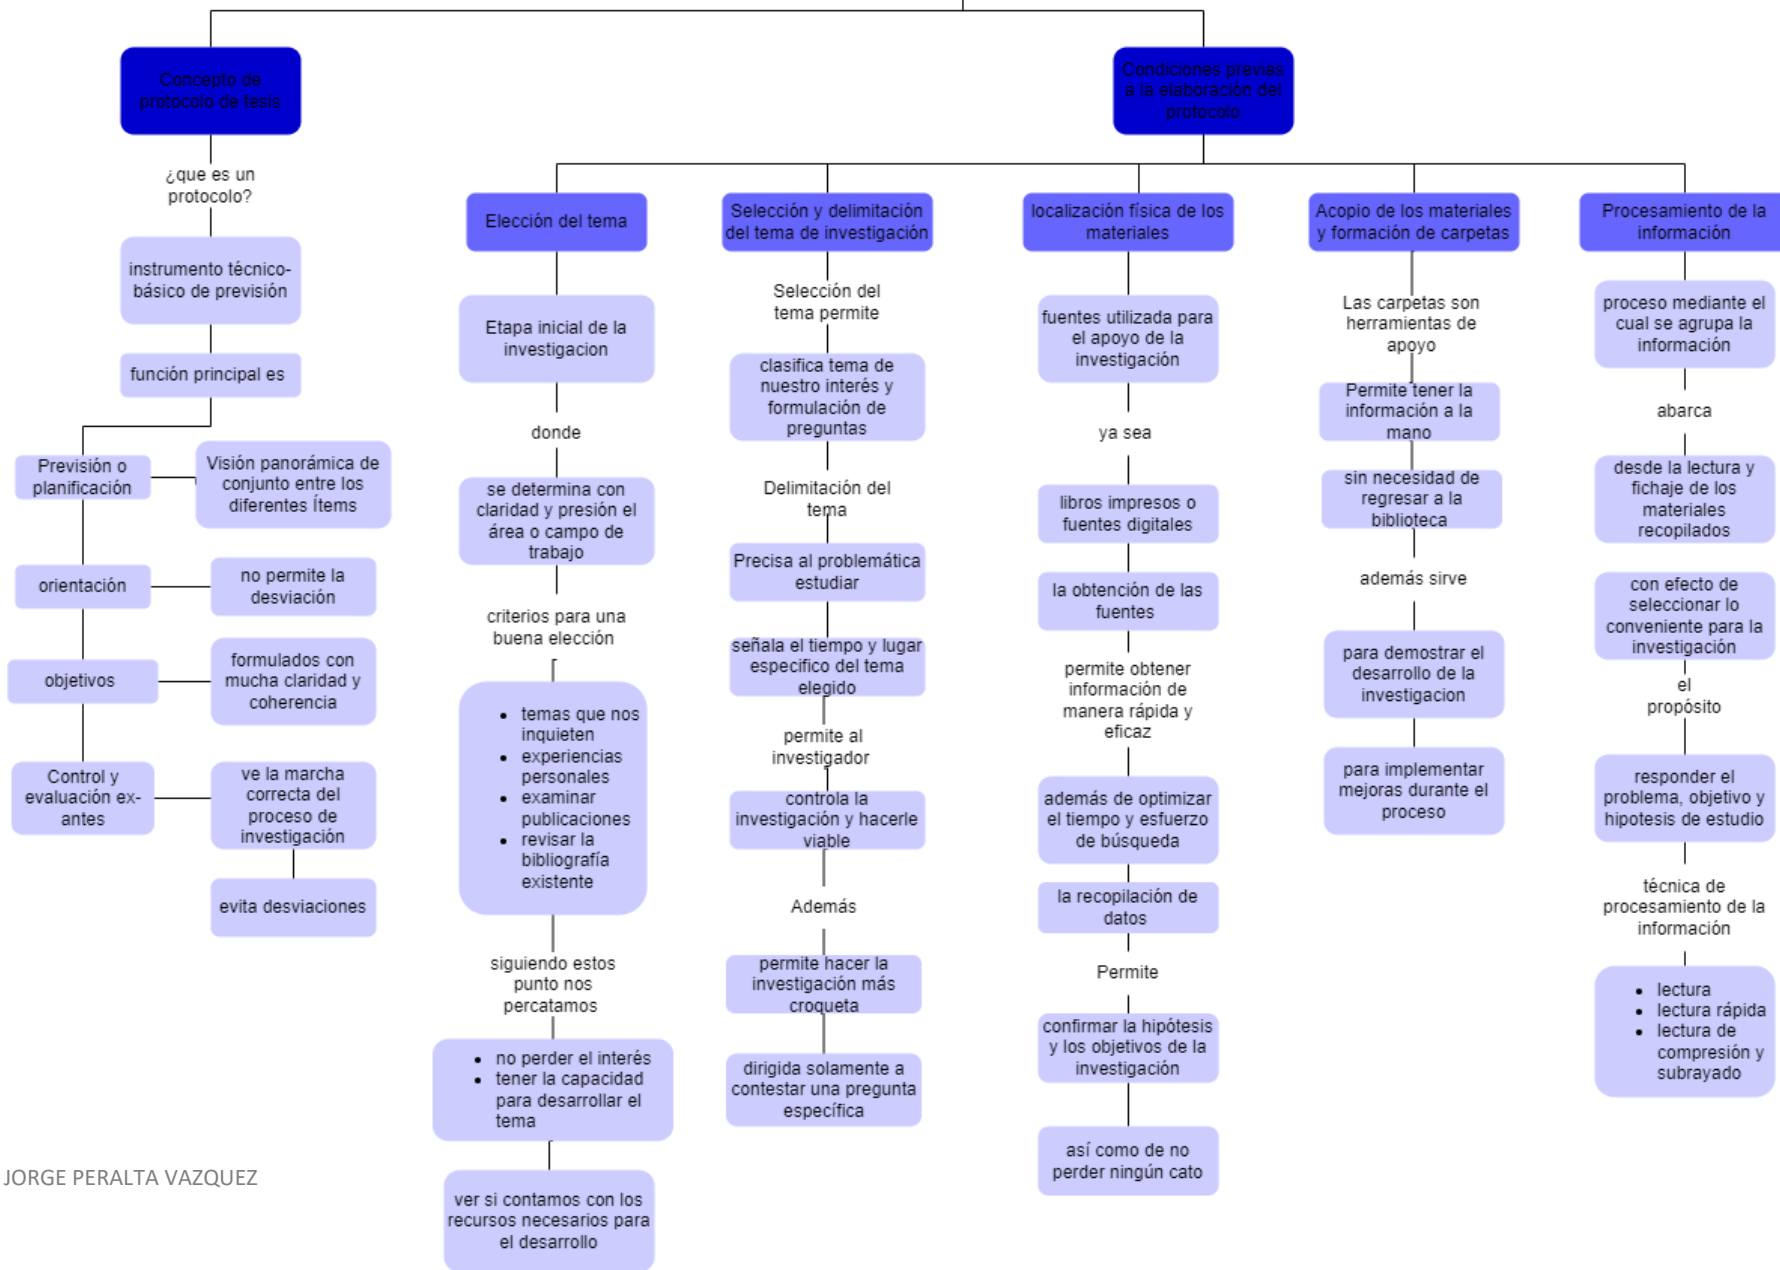 Concepto de
protocolo de tesis
¿que es un
protocolo?
instrumento técnico-
básico de previsión
función principal es
Previsión o
planificación
Visión panorámica de
conjunto entre los
diferentes Ítems
orientación
no permite la
desviación
objetivos
formulados con
mucha claridad y
coherencia
Control y
evaluación ex-
antes
ve la marcha
correcta del
proceso de
investigación
evita desviaciones
Condiciones previas
a la elaboración del
protocolo
Elección del tema
Etapa inicial de la
investigacion
donde
se determina con
claridad y presión el
área o campo de
trabajo
criterios para una
buena elección
• temas que nos
inquieten
• experiencias
personales
• examinar
publicaciones
• revisar la
bibliografía
existente
siguiendo estos
punto nos
percatamos
• no perder el interés
• tener la capacidad
para desarrollar el
tema
ver si contamos con los
recursos necesarios para
el desarrollo
Selección y delimitación
del tema de investigación
Selección del
tema permite
clasifica tema de
nuestro interés y
formulación de
preguntas
Delimitación del
tema
Precisa al problemática
estudiar
señala el tiempo y lugar
especifico del tema
elegido
permite al
investigador
controla la
investigación y hacerle
viable
Además
permite hacer la
investigación más
croqueta
dirigida solamente a
contestar una pregunta
específica
localización física de los
materiales
fuentes utilizada para
el apoyo de la
investigación
ya sea
libros impresos o
fuentes digitales
la obtención de las
fuentes
permite obtener
información de
manera rápida y
eficaz
además de optimizar
el tiempo y esfuerzo
de búsqueda
la recopilación de
datos
Permite
confirmar la hipótesis
y los objetivos de la
investigación
así como de no
perder ningún cato
Acopio de los materiales
y formación de carpetas
Las carpetas son
herramientas de
apoyo
Permite tener la
información a la
mano
sin necesidad de
regresar a la
biblioteca
además sirve
para demostrar el
desarrollo de la
investigacion
para implementar
mejoras durante el
proceso
Procesamiento de la
información
proceso mediante el
cual se agrupa la
información
abarca
desde la lectura y
fichaje de los
materiales
recopilados
con efecto de
seleccionar lo
conveniente para la
investigación
el
propósito
responder el
problema, objetivo y
hipotesis de estudio
técnica de
procesamiento de la
información
• lectura
• lectura rápida
• lectura de
compresión y
subrayado
JORGE PERALTA VAZQUEZ